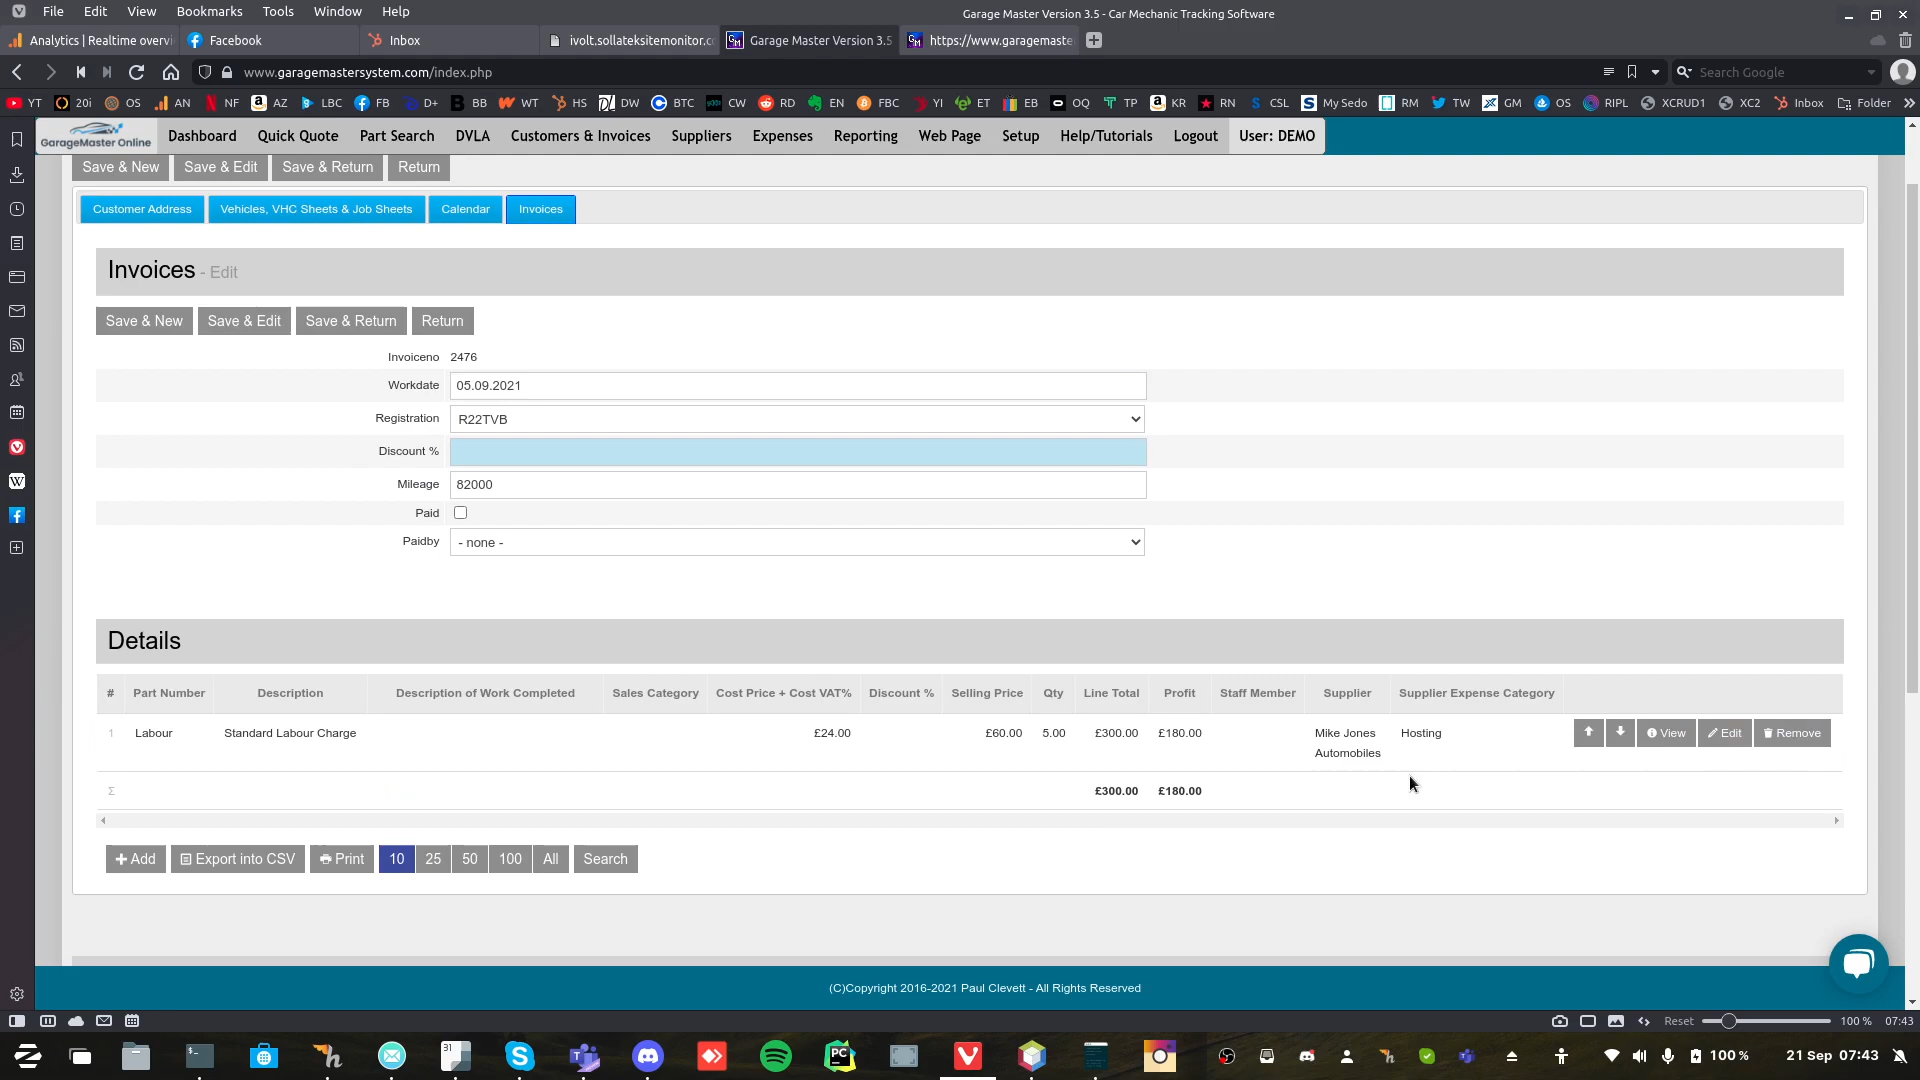 File Edit View Bookmarks Tools Window Help
Garage Master Version 3.5 - Car Mechanic Tracking Software
Analytics | Realtime overvi
Facebook
Inbox
ivolt.sollateksitemonitor.c
Garage Master Version 3.5
https://www.garagemaste
www.garagemastersystem.com/index.php
Search Google
YT 20i OS AN NF AZ LBC FB D+ BB WT HS DW BTC CW RD EN FBC YI ET EB OQ TP KR RN CSL My Sedo RM TW GM OS RIPL XCRUD1 XC2 Inbox Folder
GarageMaster Online
Dashboard Quick Quote Part Search DVLA Customers & Invoices Suppliers Expenses Reporting Web Page Setup Help/Tutorials Logout User: DEMO
Save & New Save & Edit Save & Return Return
Customer Address Vehicles, VHC Sheets & Job Sheets Calendar Invoices
Invoices - Edit
Save & New Save & Edit Save & Return Return
Invoiceno 2476
Workdate 05.09.2021
Registration R22TVB
Discount %
Mileage 82000
Paid
Paidby - none -
Details
# Part Number Description Description of Work Completed Sales Category Cost Price + Cost VAT% Discount % Selling Price Qty Line Total Profit Staff Member Supplier Supplier Expense Category
1 Labour Standard Labour Charge £24.00 £60.00 5.00 £300.00 £180.00 Mike Jones Automobiles Hosting View Edit Remove
Σ £300.00 £180.00
Add Export into CSV Print 10 25 50 100 All Search
(C)Copyright 2016-2021 Paul Clevett - All Rights Reserved
Reset 100 % 07:43
31
100 % 21 Sep 07:43